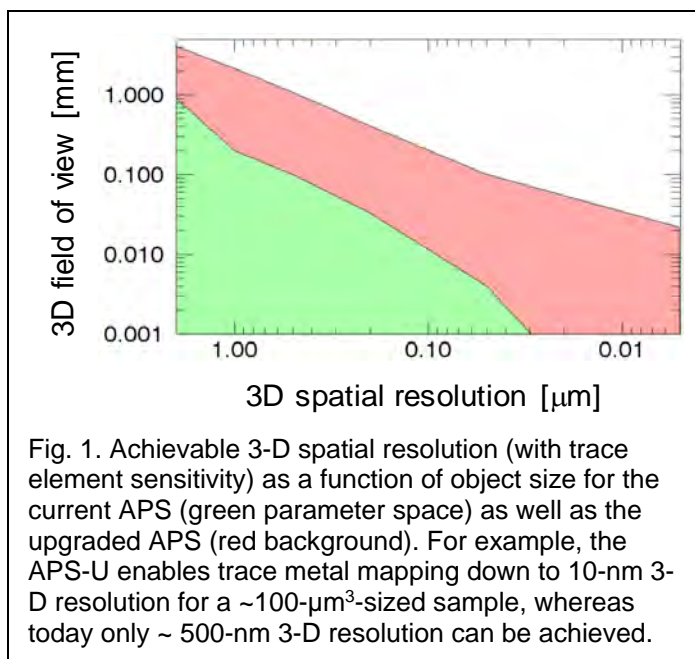 1.000
0.100
0.010
0.001
3D field of view [mm]
1.00 0.10 0.01
3D spatial resolution [μm]
Fig. 1. Achievable 3-D spatial resolution (with trace
element sensitivity) as a function of object size for the
current APS (green parameter space) as well as the
upgraded APS (red background). For example, the
APS-U enables trace metal mapping down to 10-nm 3-
D resolution for a ~100-μm³-sized sample, whereas
today only ~ 500-nm 3-D resolution can be achieved.